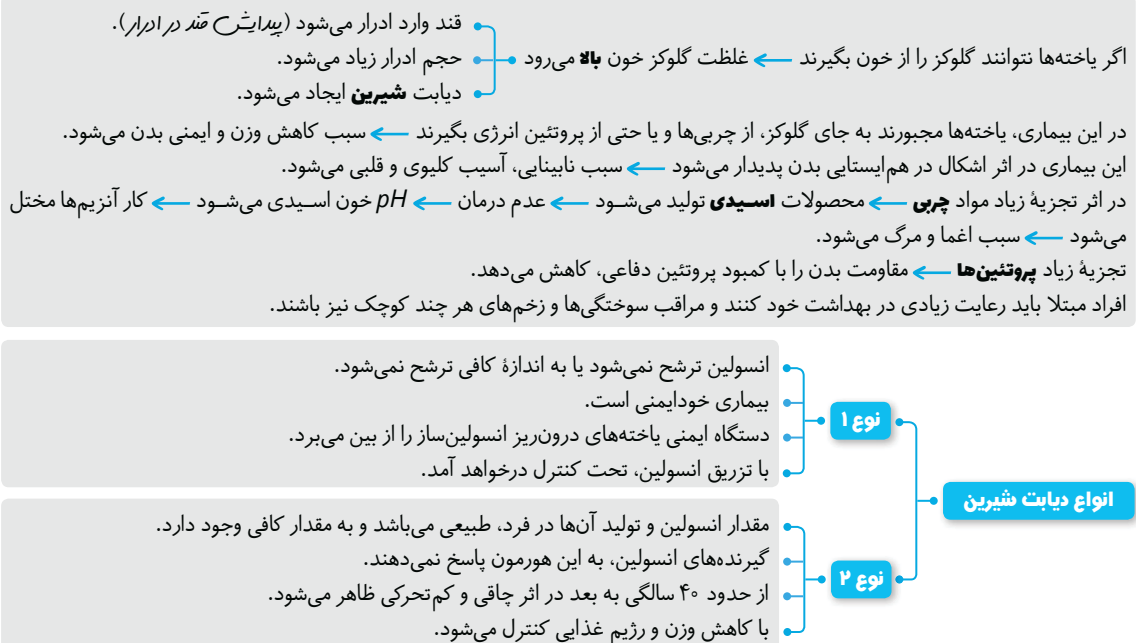 قند وارد ادرار می‌شود (پیدایش قند در ادرار).
اگر یاخته‌ها نتوانند گلوکز را از خون بگیرند ← غلظت گلوکز خون بالا می‌رود
حجم ادرار زیاد می‌شود.
دیابت شیرین ایجاد می‌شود.
در این بیماری، یاخته‌ها مجبورند به جای گلوکز، از چربی‌ها و یا حتی از پروتئین انرژی بگیرند ← سبب کاهش وزن و ایمنی بدن می‌شود.
این بیماری در اثر اشکال در هم‌ایستایی بدن پدیدار می‌شود ← سبب نابینایی، آسیب کلیوی و قلبی می‌شود.
در اثر تجزیهٔ زیاد مواد چربی ← محصولات اسیدی تولید می‌شود ← عدم درمان ← pH خون اسیدی می‌شود ← کار آنزیم‌ها مختل
می‌شود ← سبب اغما و مرگ می‌شود.
تجزیهٔ زیاد پروتئین‌ها ← مقاومت بدن را با کمبود پروتئین دفاعی، کاهش می‌دهد.
افراد مبتلا باید رعایت زیادی در بهداشت خود کنند و مراقب سوختگی‌ها و زخم‌های هر چند کوچک نیز باشند.
انواع دیابت شیرین
نوع ۱
انسولین ترشح نمی‌شود یا به اندازهٔ کافی ترشح نمی‌شود.
بیماری خودایمنی است.
دستگاه ایمنی یاخته‌های درون‌ریز انسولین‌ساز را از بین می‌برد.
با تزریق انسولین، تحت کنترل درخواهد آمد.
نوع ۲
مقدار انسولین و تولید آن‌ها در فرد، طبیعی می‌باشد و به مقدار کافی وجود دارد.
گیرنده‌های انسولین، به این هورمون پاسخ نمی‌دهند.
از حدود ۴۰ سالگی به بعد در اثر چاقی و کم‌تحرکی ظاهر می‌شود.
با کاهش وزن و رژیم غذایی کنترل می‌شود.